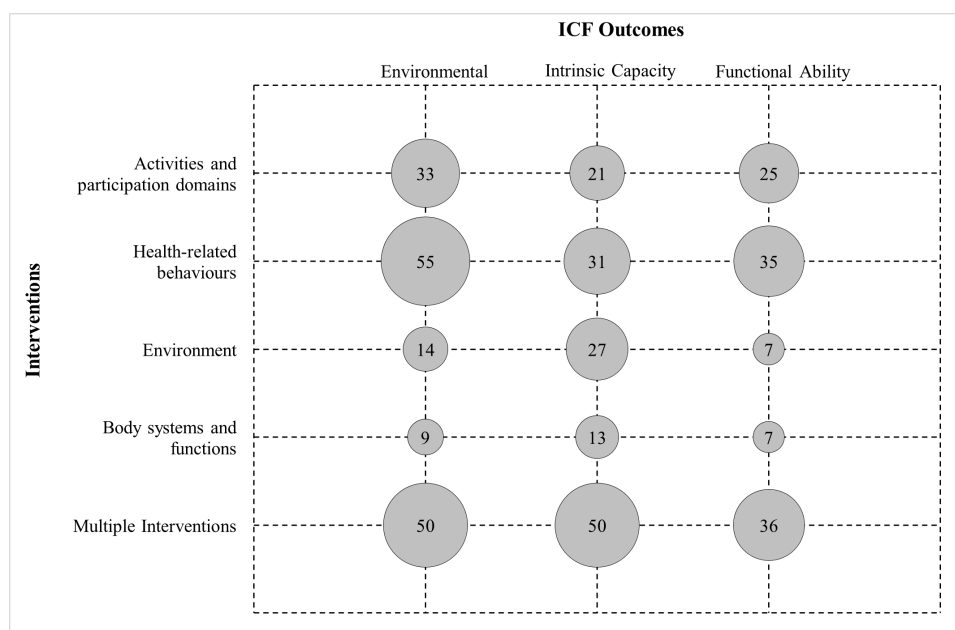 ICF Outcomes
Environmental Intrinsic Capacity Functional Ability
Interventions
Activities and
participation domains
33 21 25
Health-related
behaviours
55 31 35
Environment
14 27 7
Body systems and
functions
9 13 7
Multiple Interventions
50 50 36